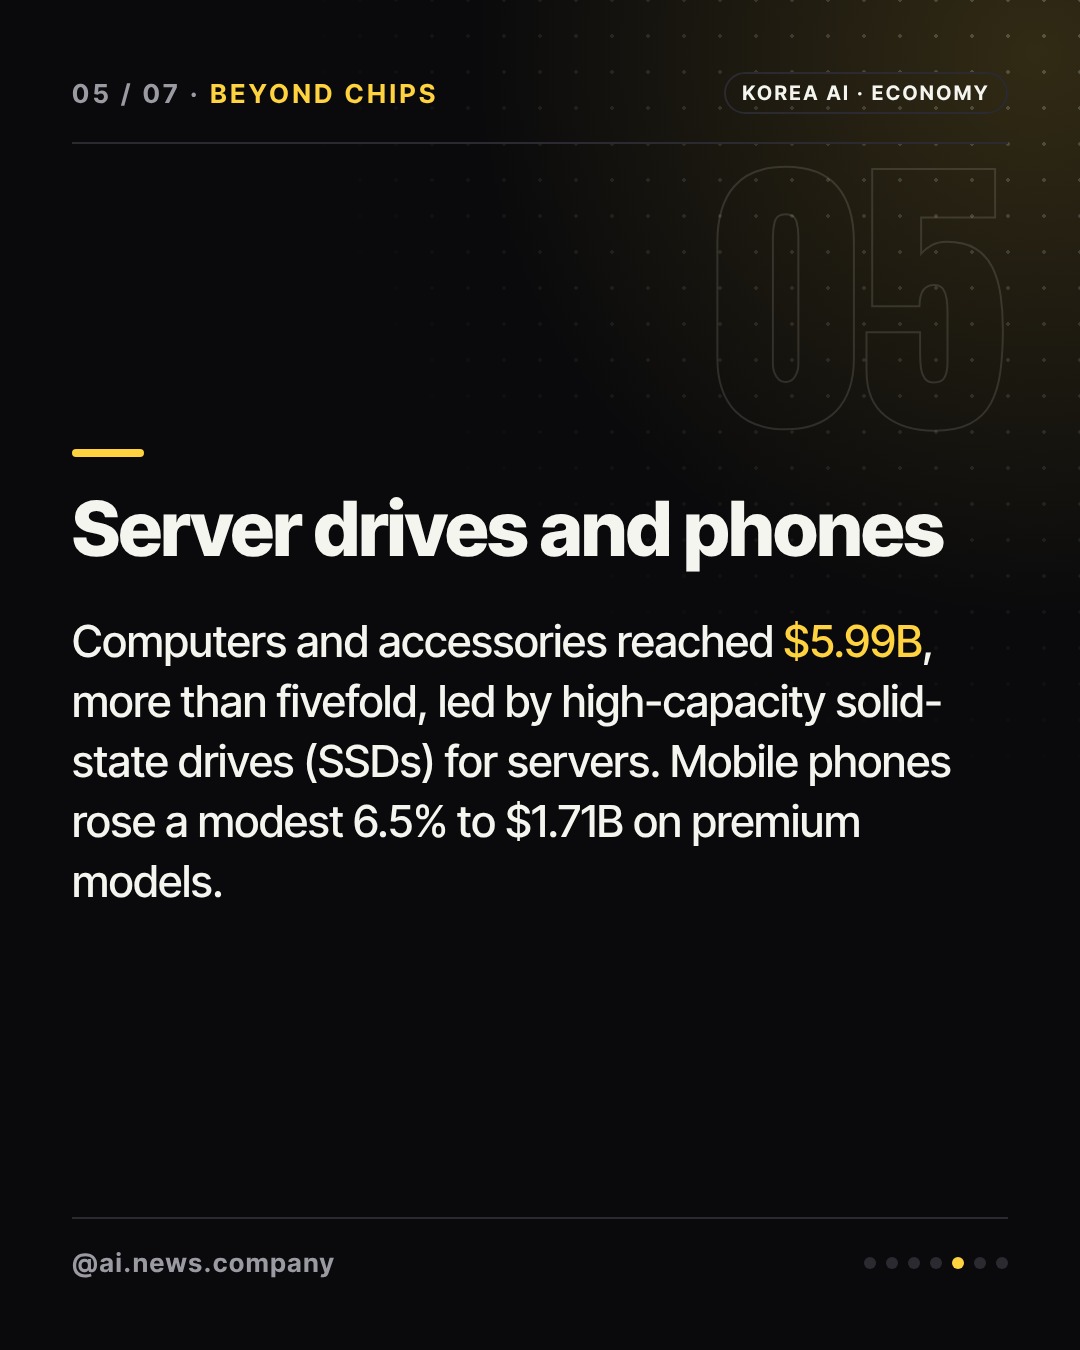 05 / 07 · BEYOND CHIPS
KOREA AI · ECONOMY
05
Server drives and phones
Computers and accessories reached $5.99B,
more than fivefold, led by high-capacity solid-
state drives (SSDs) for servers. Mobile phones
rose a modest 6.5% to $1.71B on premium
models.
@ai.news.company